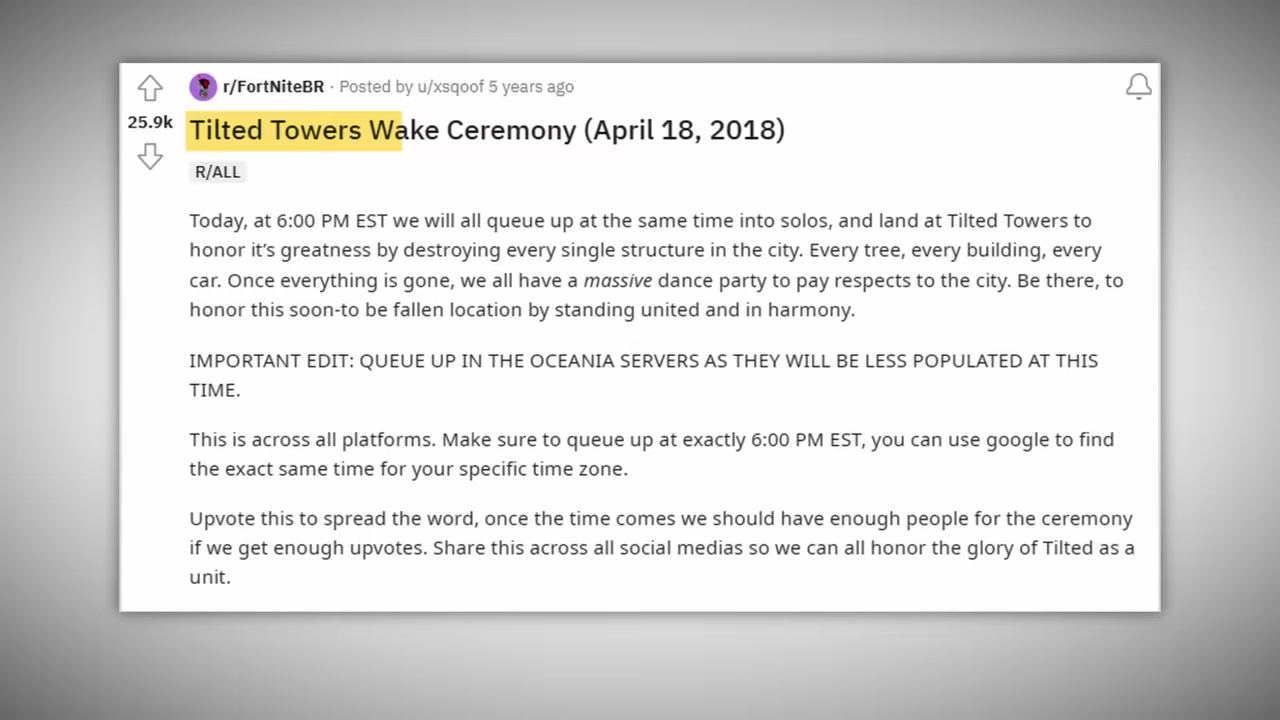 r/FortNiteBR · Posted by u/xsqoof 5 years ago
25.9k
Tilted Towers Wake Ceremony (April 18, 2018)
R/ALL
Today, at 6:00 PM EST we will all queue up at the same time into solos, and land at Tilted Towers to
honor it’s greatness by destroying every single structure in the city. Every tree, every building, every
car. Once everything is gone, we all have a massive dance party to pay respects to the city. Be there, to
honor this soon-to be fallen location by standing united and in harmony.
IMPORTANT EDIT: QUEUE UP IN THE OCEANIA SERVERS AS THEY WILL BE LESS POPULATED AT THIS
TIME.
This is across all platforms. Make sure to queue up at exactly 6:00 PM EST, you can use google to find
the exact same time for your specific time zone.
Upvote this to spread the word, once the time comes we should have enough people for the ceremony
if we get enough upvotes. Share this across all social medias so we can all honor the glory of Tilted as a
unit.